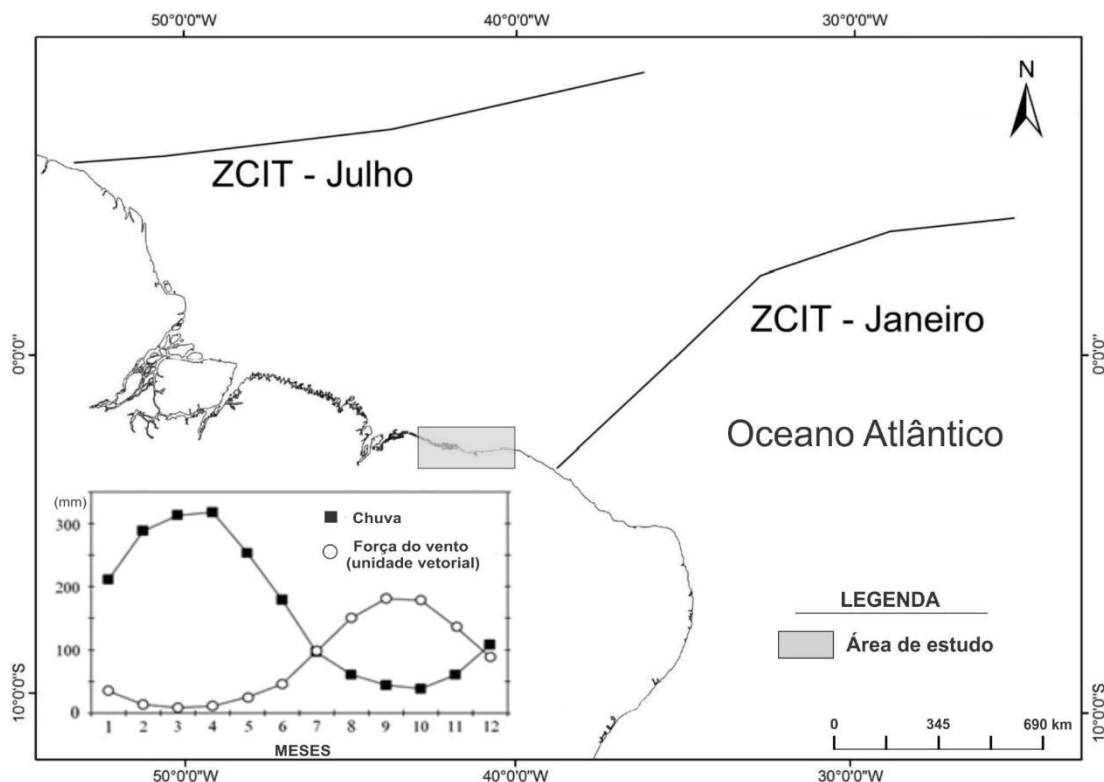 50°0'0"W 40°0'0"W 30°0'0"W
N
ZCIT - Julho
ZCIT - Janeiro
0°0'0"
0°0'0"
Oceano Atlântico
(mm)
300
200
100
0
Chuva
Força do vento
(unidade vetorial)
1 2 3 4 5 6 7 8 9 10 11 12
MESES
LEGENDA
Área de estudo
10°0'0"S
10°0'0"S
0 345 690 km
50°0'0"W 40°0'0"W 30°0'0"W